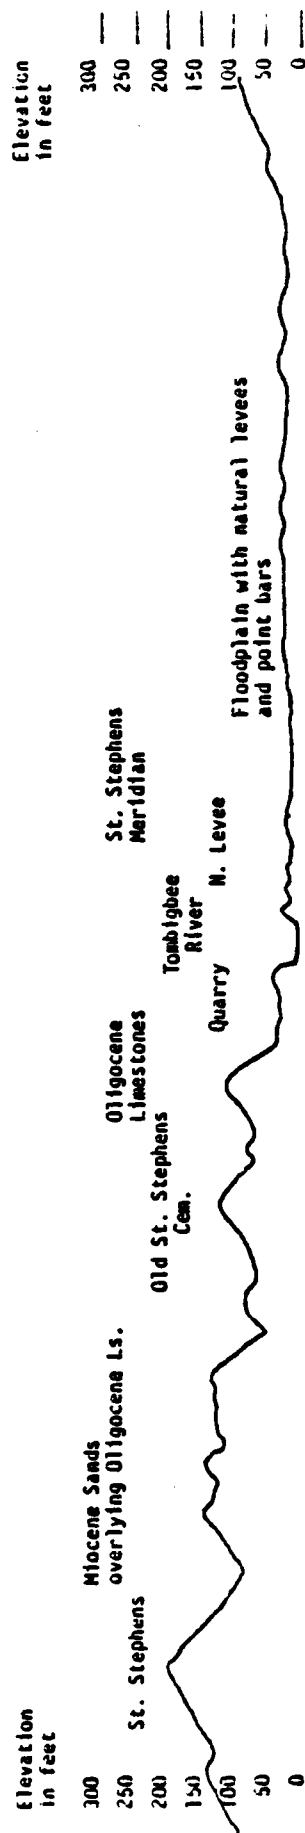 Elevation
in feet
300
250
200
150
100
50
0
St. Stephens
Miocene Sands
overlying Oligocene Ls.
Old St. Stephens
Cem.
Oligocene
Limestones
Quarry
Tombigbee
River
N. Levee
St. Stephens
Meridian
Floodplain with natural levees
and point bars
Elevation
in feet
300
250
200
150
100
50
0